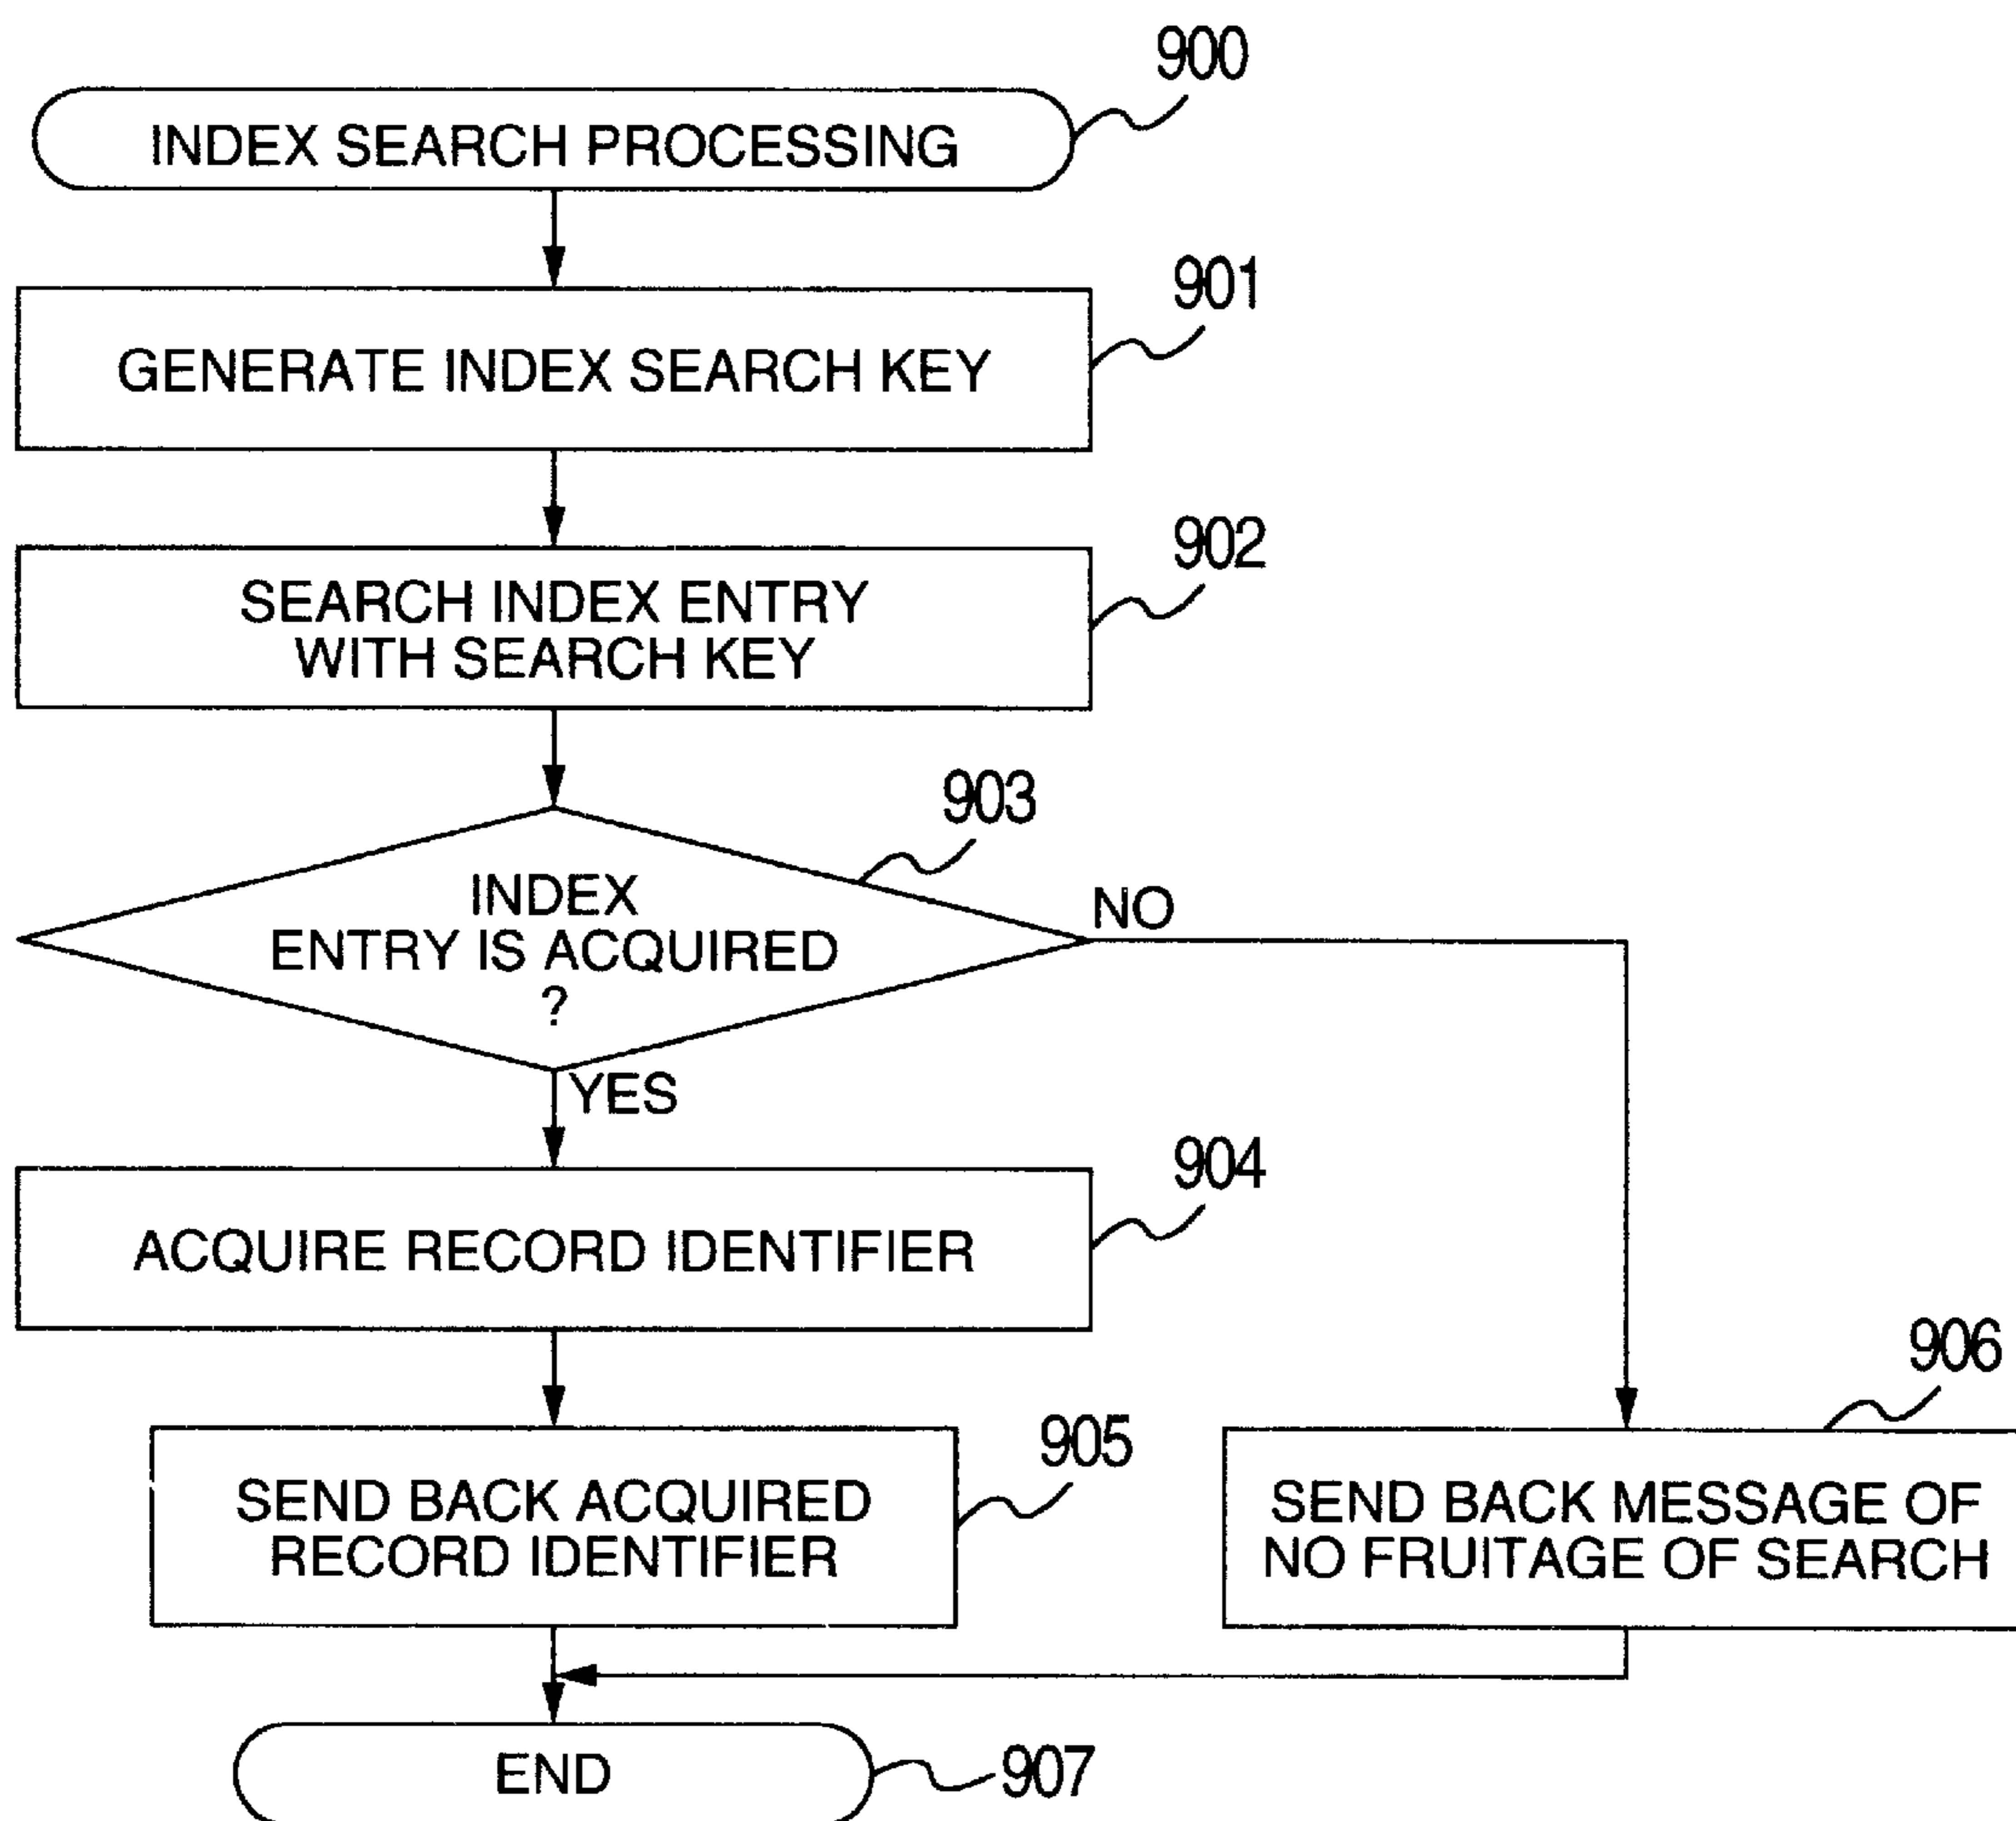 900
INDEX SEARCH PROCESSING
901
GENERATE INDEX SEARCH KEY
902
SEARCH INDEX ENTRY
WITH SEARCH KEY
903
INDEX
ENTRY IS ACQUIRED
?
NO
YES
904
ACQUIRE RECORD IDENTIFIER
905
SEND BACK ACQUIRED
RECORD IDENTIFIER
906
SEND BACK MESSAGE OF
NO FRUITAGE OF SEARCH
END
907